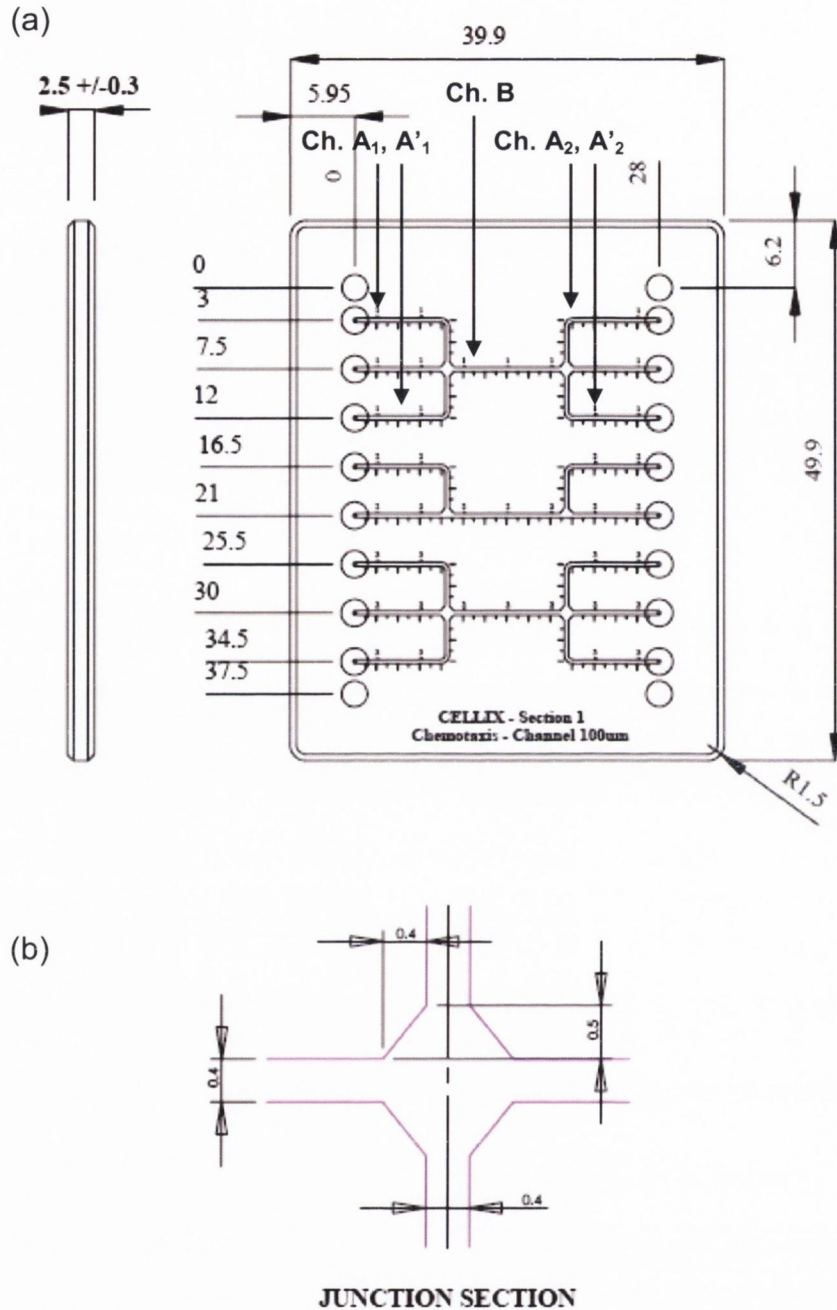 (a)
39.9
2.5 +/-0.3
5.95
Ch. B
Ch. A₁, A'₁
Ch. A₂, A'₂
0
28
6.2
0
3
7.5
12
16.5
21
25.5
30
34.5
37.5
49.9
CELLIX - Section 1
Chemotaxis - Channel 100um
R1.5
(b)
0.4
0.5
0.4
0.4
JUNCTION SECTION